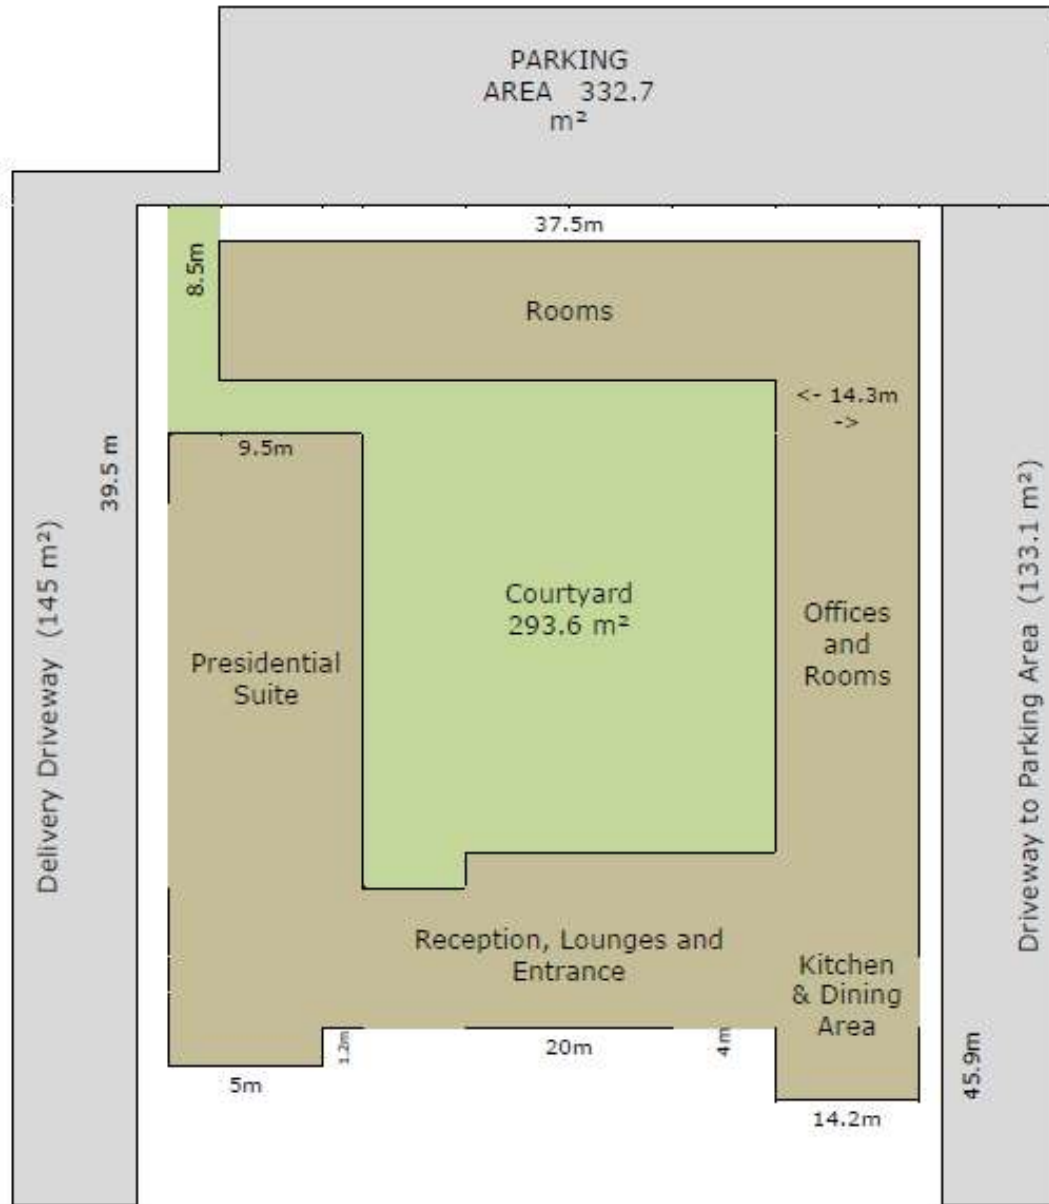 PARKING
AREA 332.7
m²
37.5m
8.5m
Rooms
<- 14.3m
->
9.5m
39.5 m
Courtyard
293.6 m²
Offices
and
Rooms
Presidential
Suite
Delivery Driveway (145 m²)
Driveway to Parking Area (133.1 m²)
Reception, Lounges and
Entrance
Kitchen
& Dining
Area
1.2m
20m
4m
45.9m
5m
14.2m